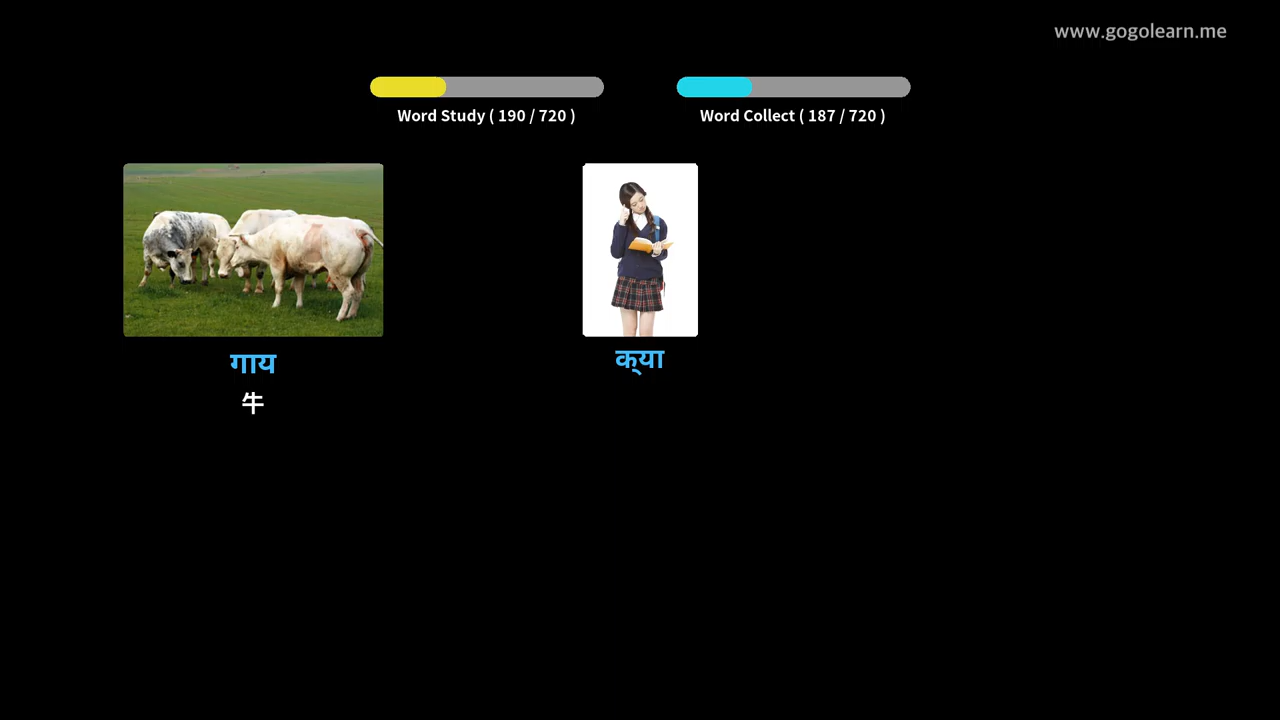 www.gogolearn.me
Word Study ( 190 / 720 )
Word Collect ( 187 / 720 )
गाय
क्या
牛